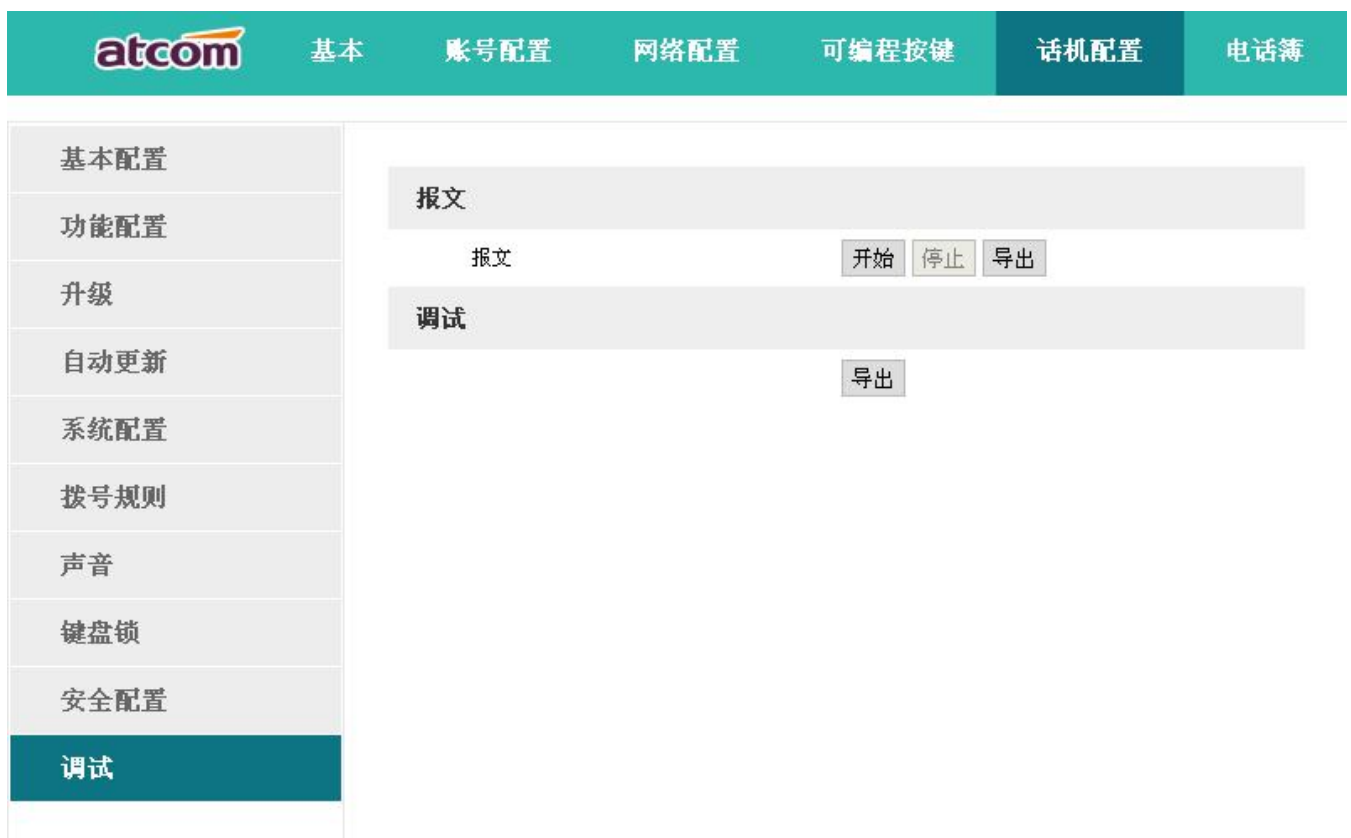 atcom 基本 账号配置 网络配置 可编程按键 话机配置 电话簿
基本配置
功能配置
升级
自动更新
系统配置
拨号规则
声音
键盘锁
安全配置
调试
报文
报文 开始 停止 导出
调试
导出